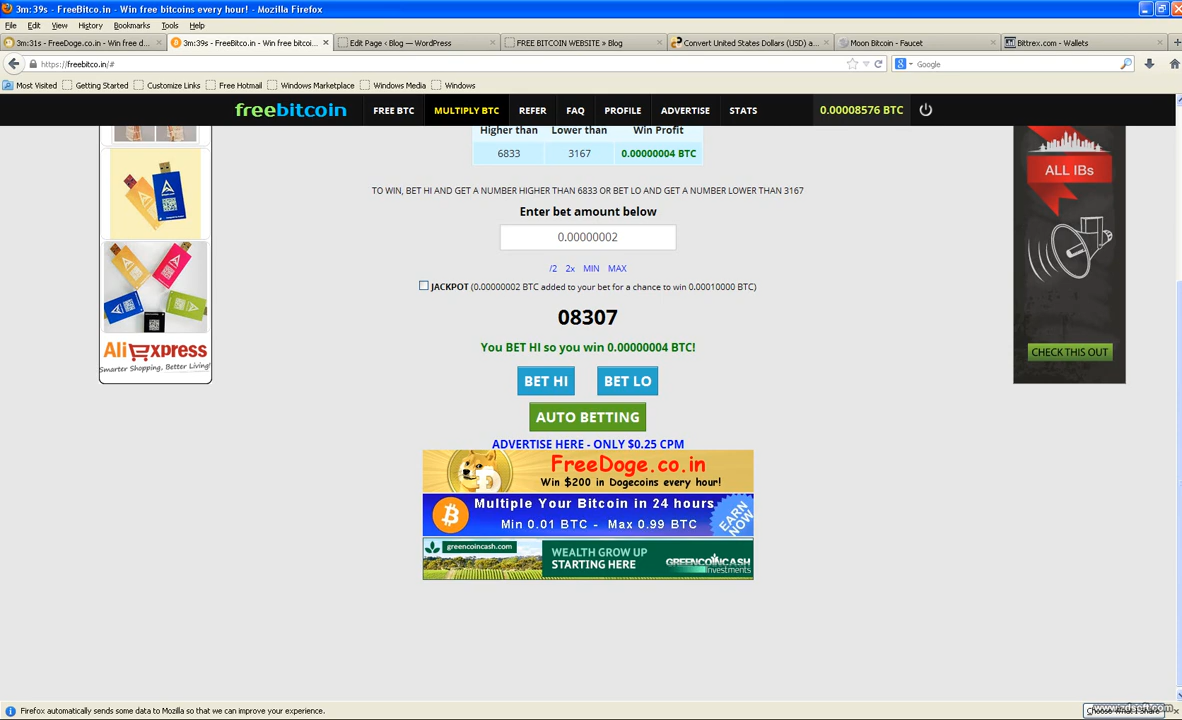 3m:39s - FreeBitco.in - Win free bitcoins every hour! - Mozilla Firefox
File Edit View History Bookmarks Tools Help
3m:31s - FreeDoge.co.in - Win free d...
3m:39s - FreeBitco.in - Win free bitcoi...
Edit Page ‹ Blog — WordPress
FREE BITCOIN WEBSITE » Blog
Convert United States Dollars (USD) a...
Moon Bitcoin - Faucet
Bittrex.com - Wallets
https://freebitco.in/#
Google
Most Visited Getting Started Customize Links Free Hotmail Windows Marketplace Windows Media Windows
freebitcoin FREE BTC MULTIPLY BTC REFER FAQ PROFILE ADVERTISE STATS 0.00008576 BTC
Higher than Lower than Win Profit
6833 3167 0.00000004 BTC
TO WIN, BET HI AND GET A NUMBER HIGHER THAN 6833 OR BET LO AND GET A NUMBER LOWER THAN 3167
Enter bet amount below
0.00000002
/2 2x MIN MAX
JACKPOT (0.00000002 BTC added to your bet for a chance to win 0.00010000 BTC)
08307
You BET HI so you win 0.00000004 BTC!
BET HI BET LO
AUTO BETTING
ADVERTISE HERE - ONLY $0.25 CPM
FreeDoge.co.in
Win $200 in Dogecoins every hour!
Multiple Your Bitcoin in 24 hours
Min 0.01 BTC - Max 0.99 BTC
EARN NOW
greencoincash.com
WEALTH GROW UP
STARTING HERE
GREENCOINCASH
Investments
AliExpress
Smarter Shopping, Better Living!
ALL IBs
CHECK THIS OUT
Firefox automatically sends some data to Mozilla so that we can improve your experience.
Choose What I Share